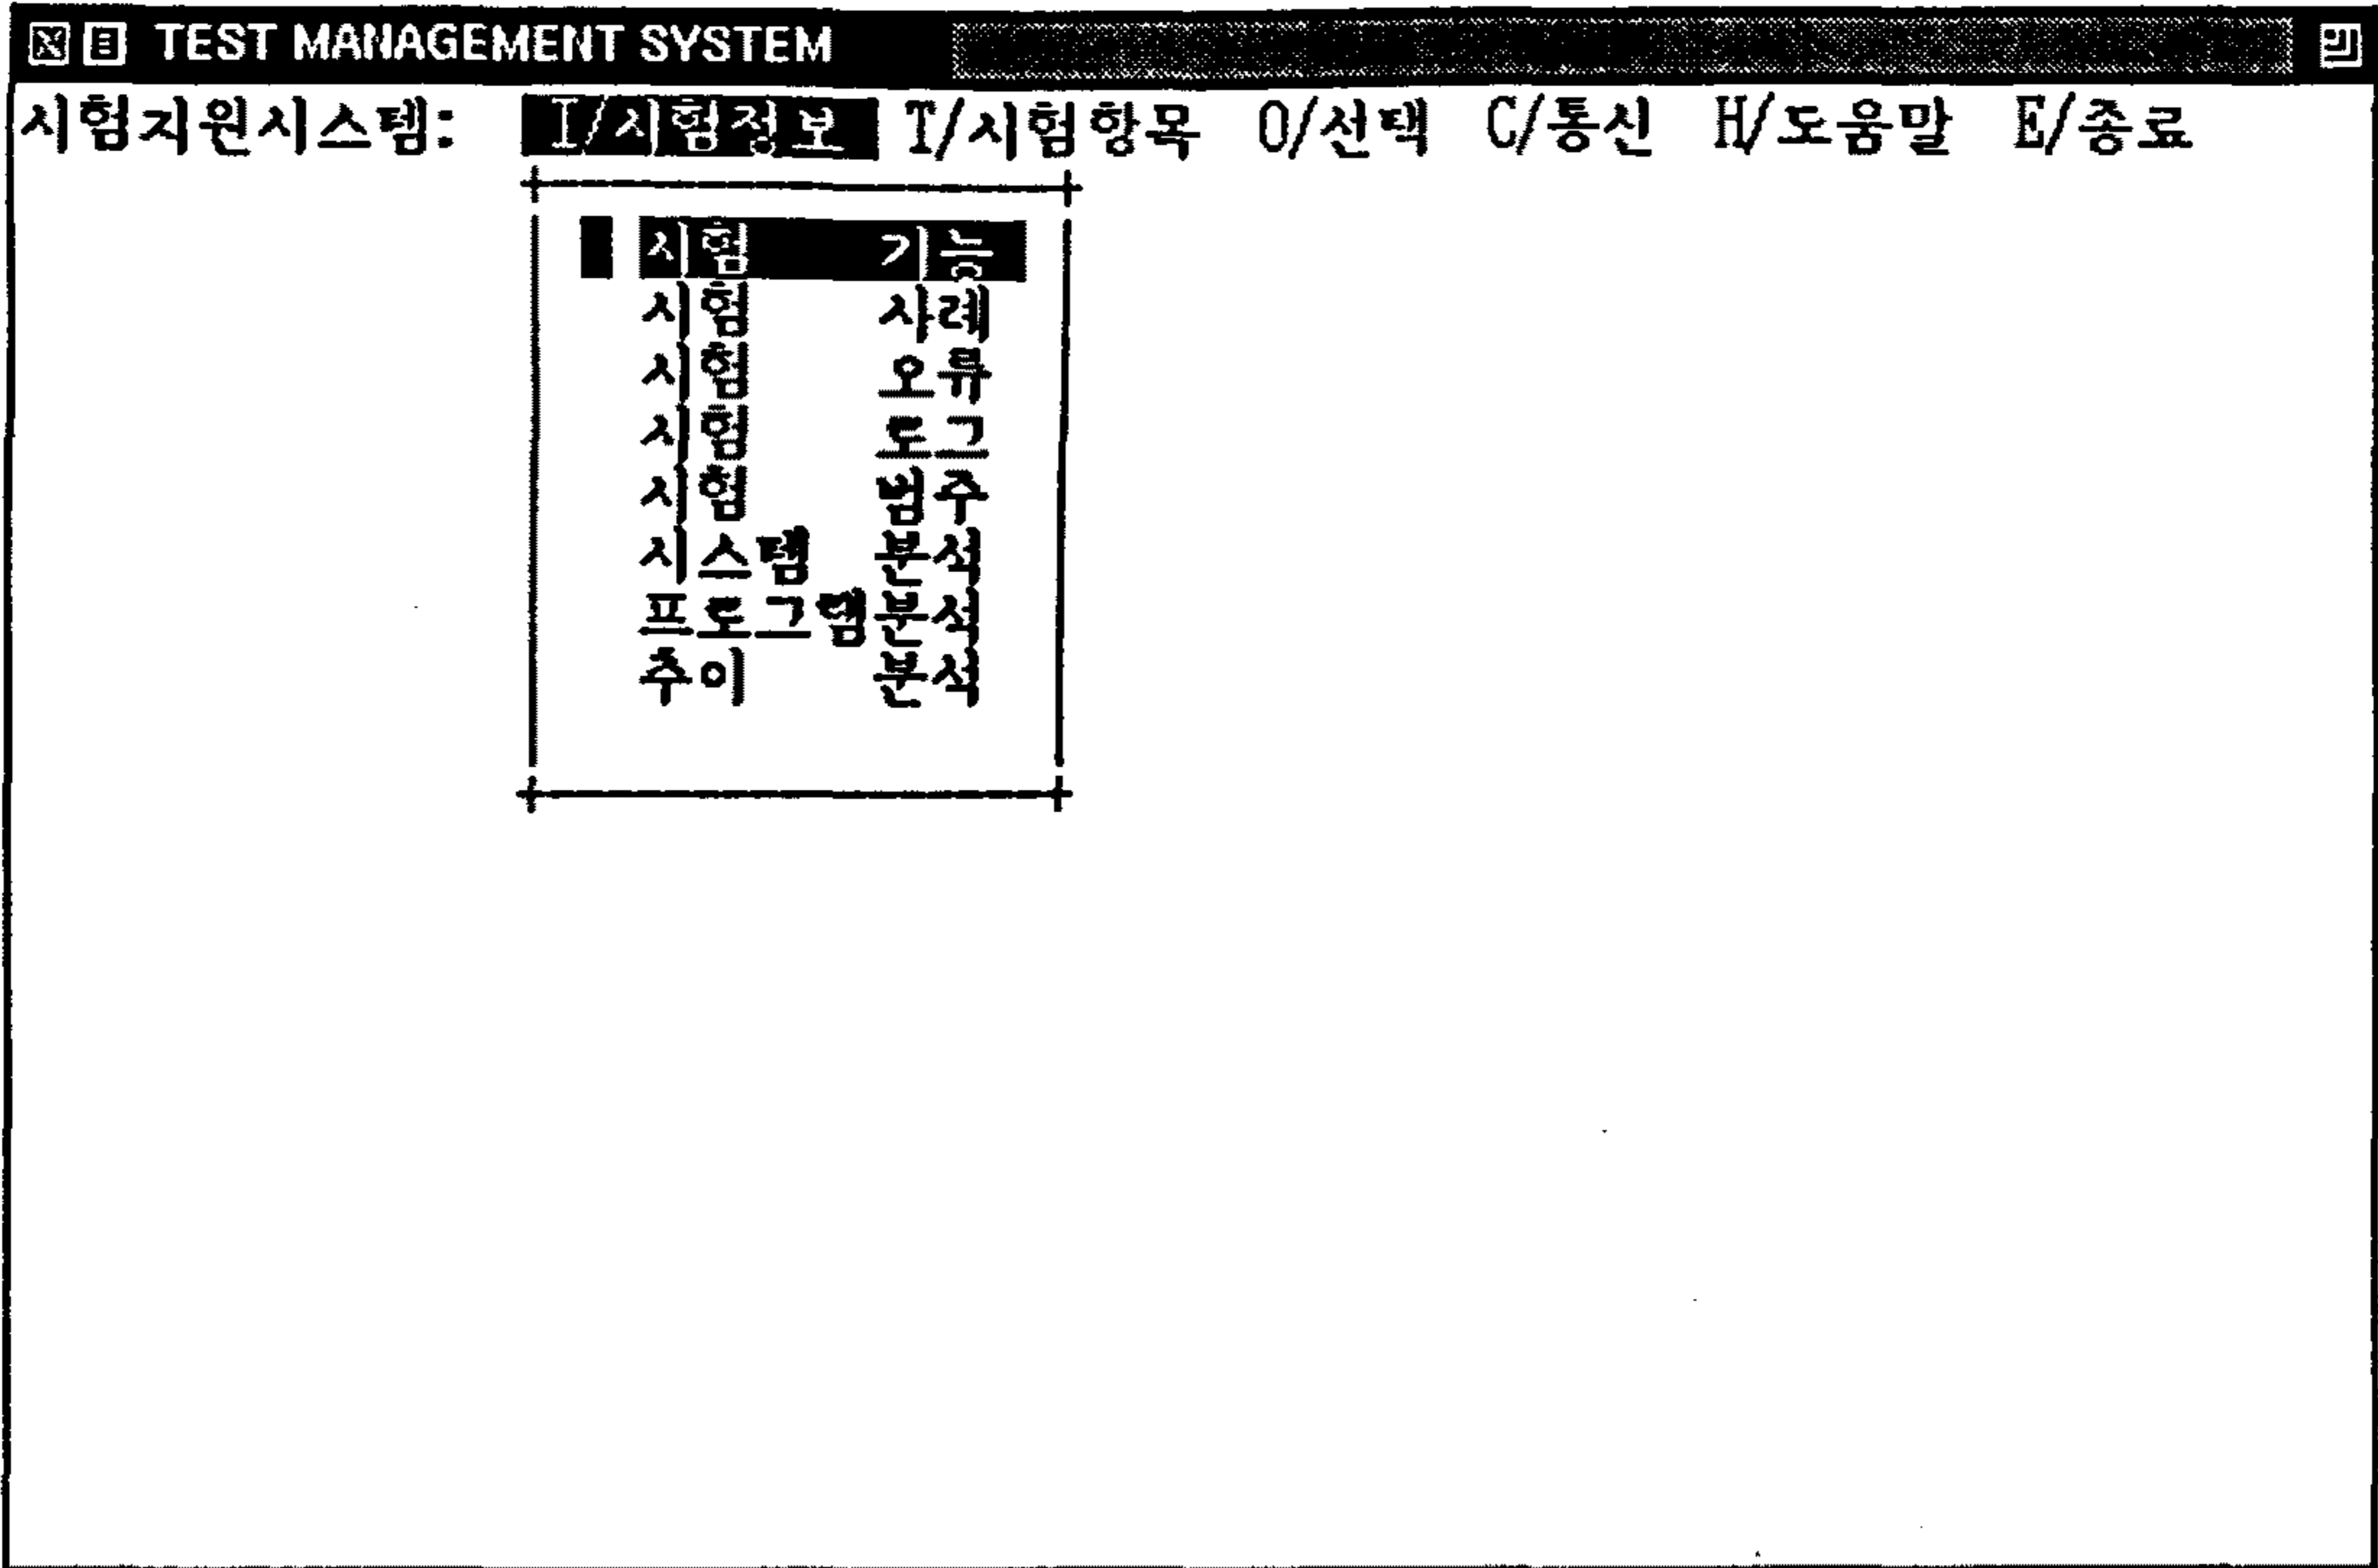 TEST MANAGEMENT SYSTEM
시험지원시스템: I/시험정보 T/시험항목 O/선택 C/통신 H/도움말 E/종료
시험 기능
시험 사례
시험 오류
시험 로그
시험 범주
시스템 분석
프로그램분석
추이 분석